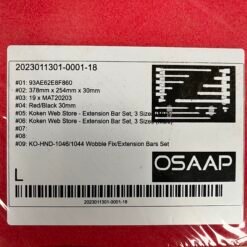 2023011301-0001-18
#01: 93AE62E8F860
#02: 378mm x 254mm x 30mm
#03: 19 x MAT20203
#04: Red/Black 30mm
#05: Koken Web Store - Extension Bar Set, 3 Sizes
#06: Koken Web Store - Extension Bar Set, 3 Sizes
#07:
#08:
#09: KO-HND-1046/1044 Wobble Fix/Extension Bars Set
OSAAP
L
2023011301-0001-18